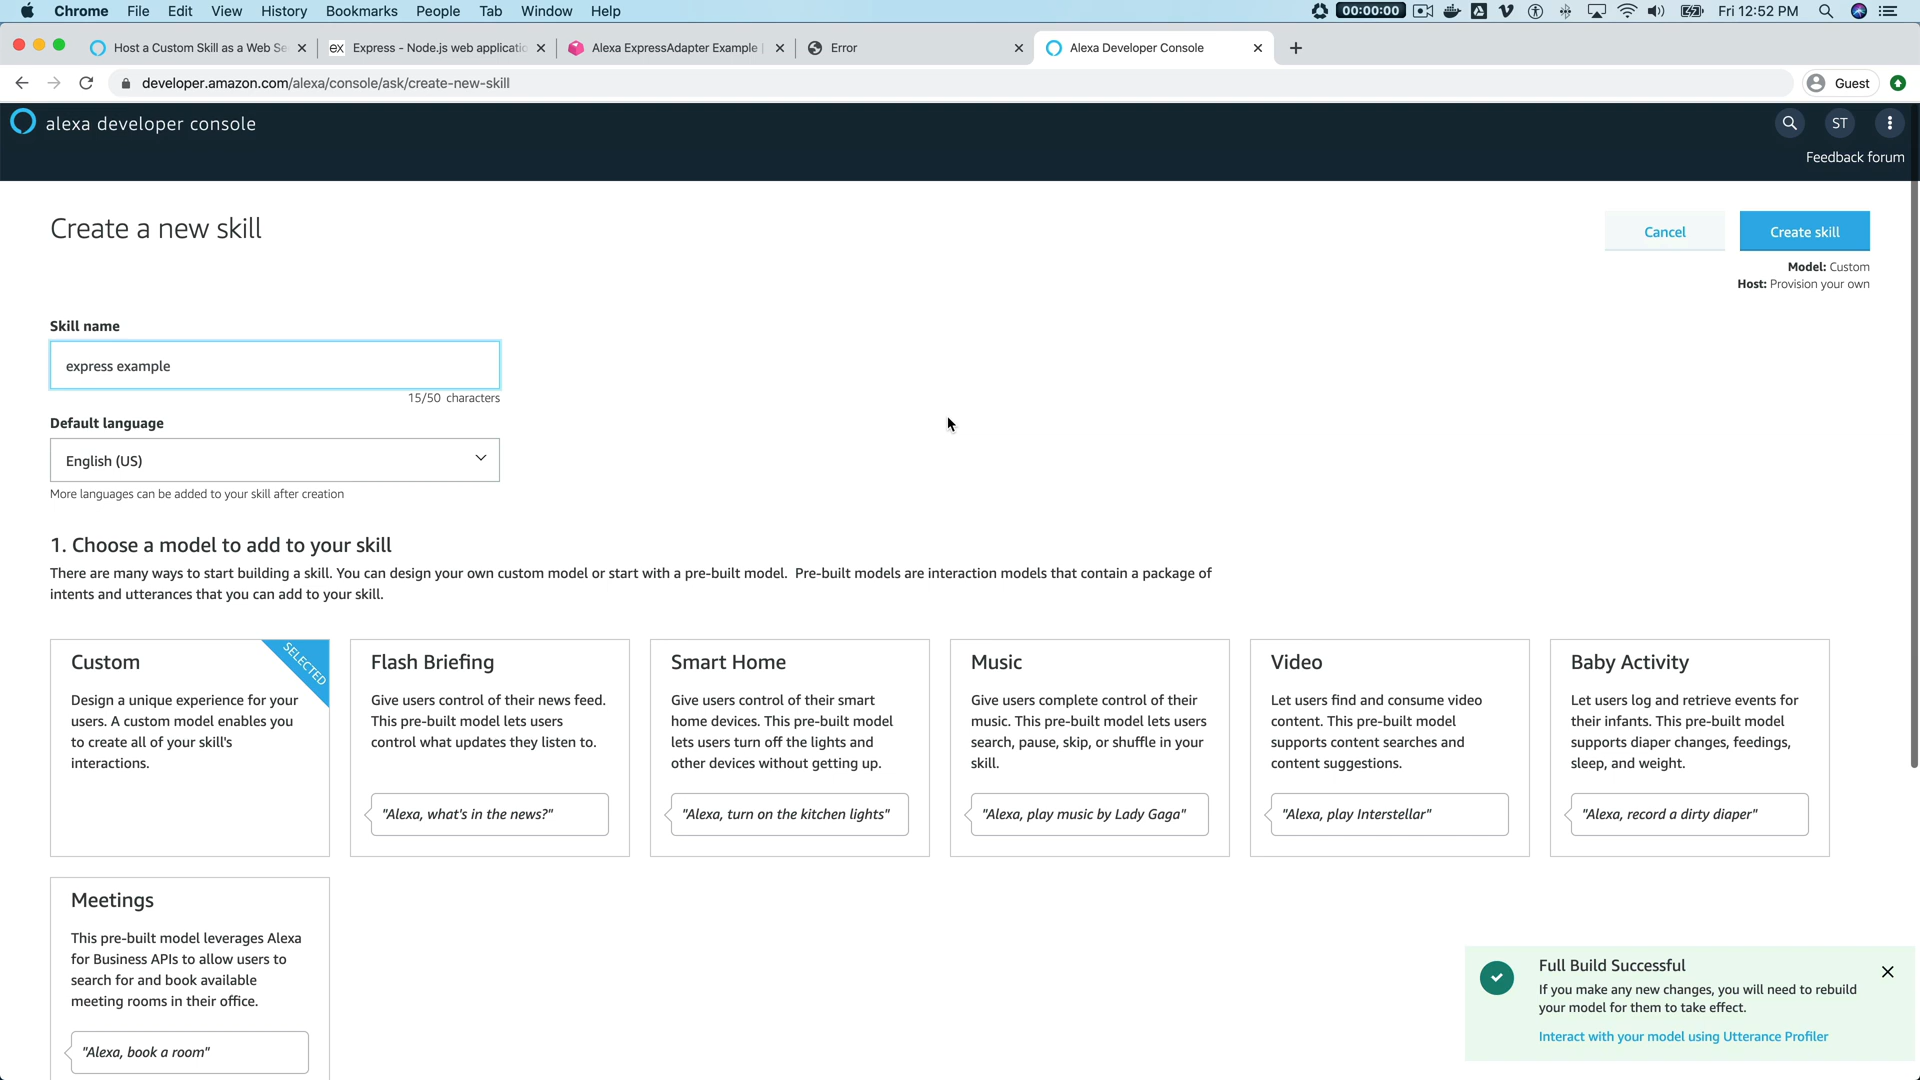 Chrome File Edit View History Bookmarks People Tab Window Help
00:00:00 Fri 12:52 PM
Host a Custom Skill as a Web Se
ex Express - Node.js web applicatio
Alexa ExpressAdapter Example |
Error
Alexa Developer Console
developer.amazon.com/alexa/console/ask/create-new-skill
Guest
alexa developer console
ST
Feedback forum
Create a new skill
Cancel
Create skill
Model: Custom
Host: Provision your own
Skill name
express example
15/50 characters
Default language
English (US)
More languages can be added to your skill after creation
1. Choose a model to add to your skill
There are many ways to start building a skill. You can design your own custom model or start with a pre-built model. Pre-built models are interaction models that contain a package of
intents and utterances that you can add to your skill.
Custom
SELECTED
Design a unique experience for your
users. A custom model enables you
to create all of your skill's
interactions.
Flash Briefing
Give users control of their news feed.
This pre-built model lets users
control what updates they listen to.
"Alexa, what's in the news?"
Smart Home
Give users control of their smart
home devices. This pre-built model
lets users turn off the lights and
other devices without getting up.
"Alexa, turn on the kitchen lights"
Music
Give users complete control of their
music. This pre-built model lets users
search, pause, skip, or shuffle in your
skill.
"Alexa, play music by Lady Gaga"
Video
Let users find and consume video
content. This pre-built model
supports content searches and
content suggestions.
"Alexa, play Interstellar"
Baby Activity
Let users log and retrieve events for
their infants. This pre-built model
supports diaper changes, feedings,
sleep, and weight.
"Alexa, record a dirty diaper"
Meetings
This pre-built model leverages Alexa
for Business APIs to allow users to
search for and book available
meeting rooms in their office.
"Alexa, book a room"
Full Build Successful
If you make any new changes, you will need to rebuild
your model for them to take effect.
Interact with your model using Utterance Profiler